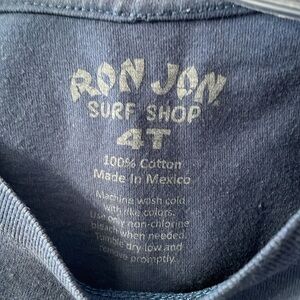 RON JON
SURF SHOP
4T
100% Cotton
Made In Mexico
Machine wash cold
with like colors.
Use only non-chlorine
bleach when needed.
Tumble dry low and
remove promptly.